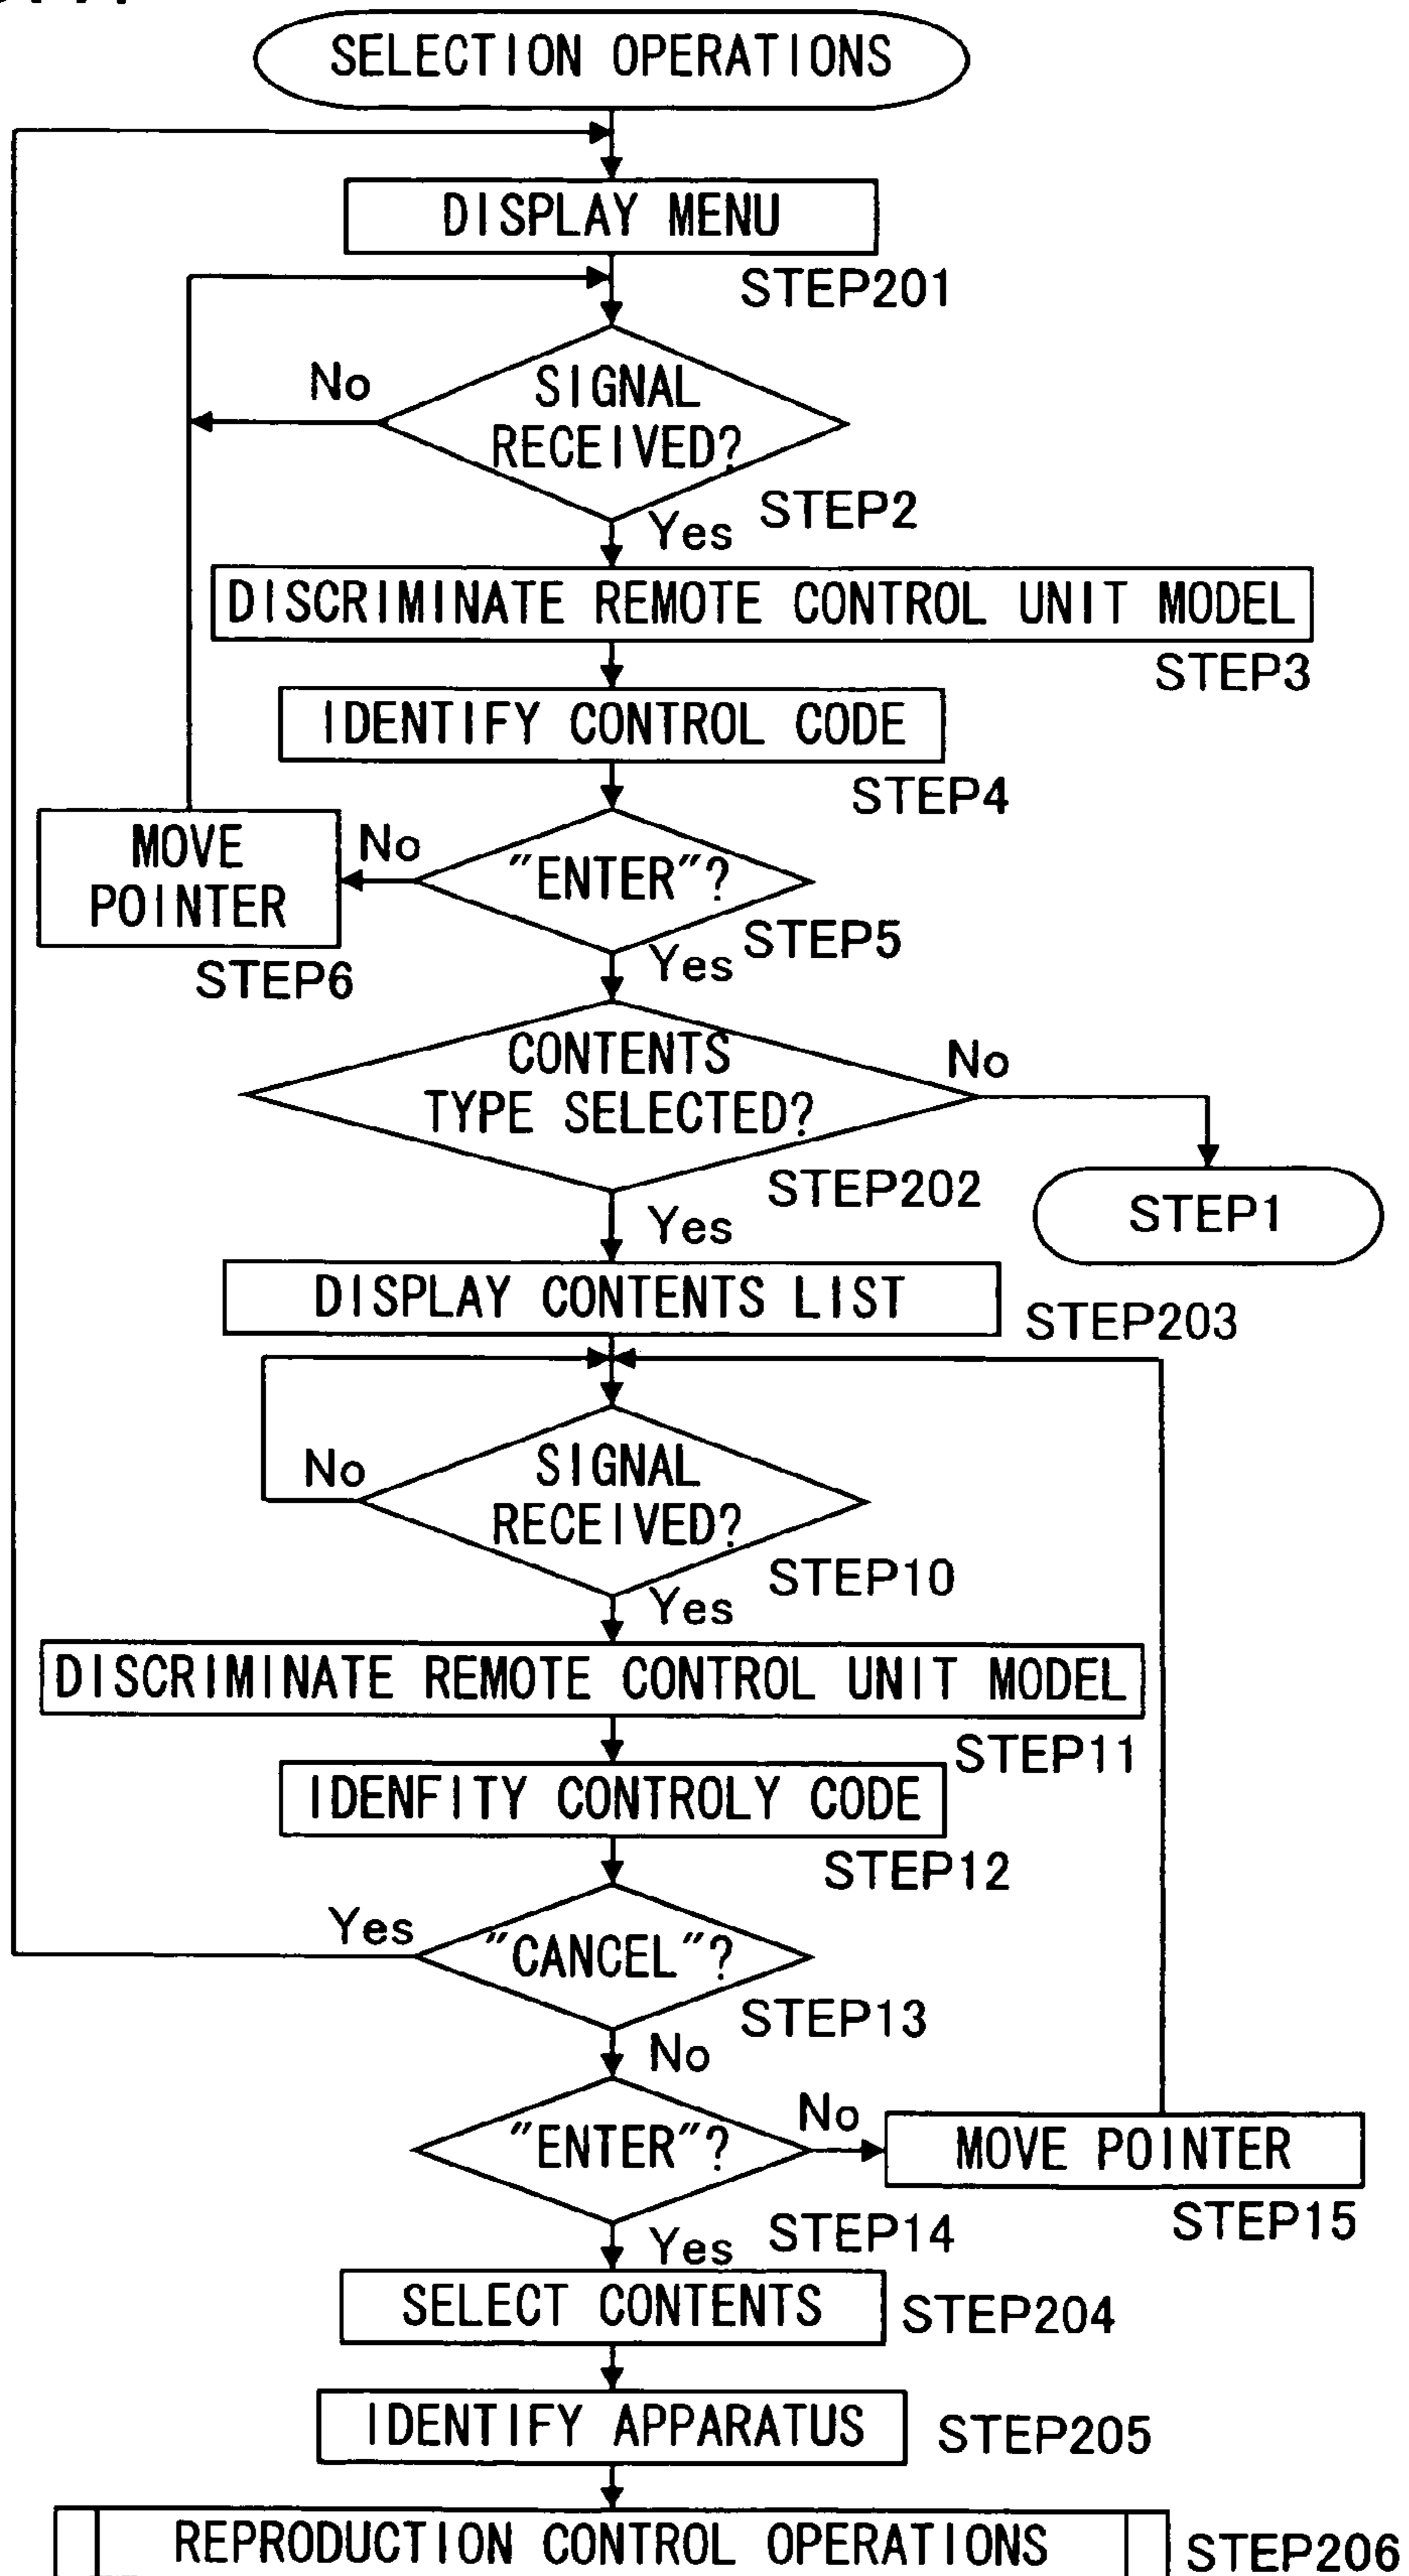 SELECTION OPERATIONS
DISPLAY MENU
STEP201
No
SIGNAL
RECEIVED?
STEP2
Yes
DISCRIMINATE REMOTE CONTROL UNIT MODEL
STEP3
IDENTIFY CONTROL CODE
STEP4
MOVE
POINTER
No
"ENTER"?
STEP5
STEP6
Yes
CONTENTS
TYPE SELECTED?
No
STEP202
STEP1
Yes
DISPLAY CONTENTS LIST
STEP203
No
SIGNAL
RECEIVED?
STEP10
Yes
DISCRIMINATE REMOTE CONTROL UNIT MODEL
STEP11
IDENFITY CONTROLY CODE
STEP12
Yes
"CANCEL"?
STEP13
No
"ENTER"?
No
MOVE POINTER
STEP15
STEP14
Yes
SELECT CONTENTS
STEP204
IDENTIFY APPARATUS
STEP205
REPRODUCTION CONTROL OPERATIONS
STEP206